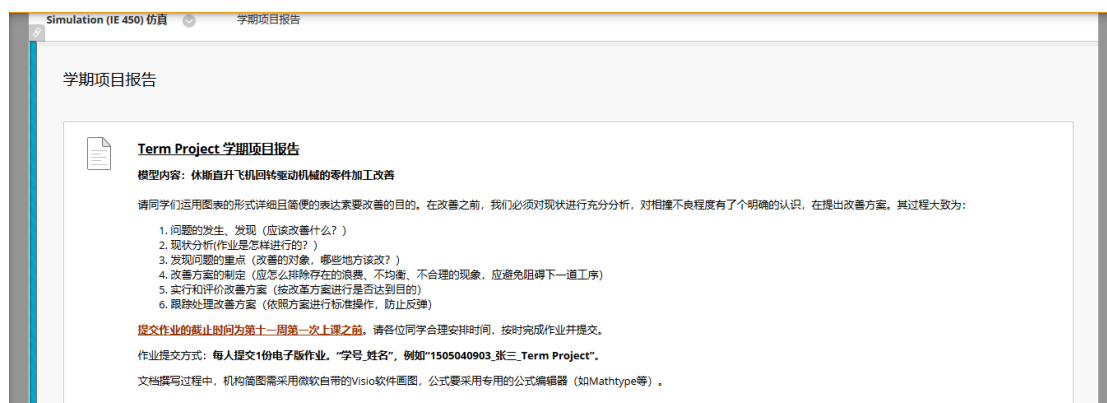 Simulation (IE 450) 仿真 学期项目报告
学期项目报告
Term Project 学期项目报告
模型内容：休斯直升飞机回转驱动机械的零件加工改善
请同学们运用图表的形式详细且简便的表达素要改善的目的。在改善之前，我们必须对现状进行充分分析，对相撞不良程度有了个明确的认识，在提出改善方案。其过程大致为：
1. 问题的发生、发现（应该改善什么？）
2. 现状分析(作业是怎样进行的？)
3. 发现问题的重点（改善的对象，哪些地方该改？）
4. 改善方案的制定（应怎么排除存在的浪费、不均衡、不合理的现象，应避免阻碍下一道工序）
5. 实行和评价改善方案（按改革方案进行是否达到目的）
6. 跟踪处理改善方案（依照方案进行标准操作，防止反弹）
提交作业的截止时间为第十一周第一次上课之前。请各位同学合理安排时间，按时完成作业并提交。
作业提交方式：每人提交1份电子版作业。“学号_姓名”，例如“1505040903_张三_Term Project”。
文档撰写过程中，机构简图需采用微软自带的Visio软件画图，公式要采用专用的公式编辑器（如Mathtype等）。